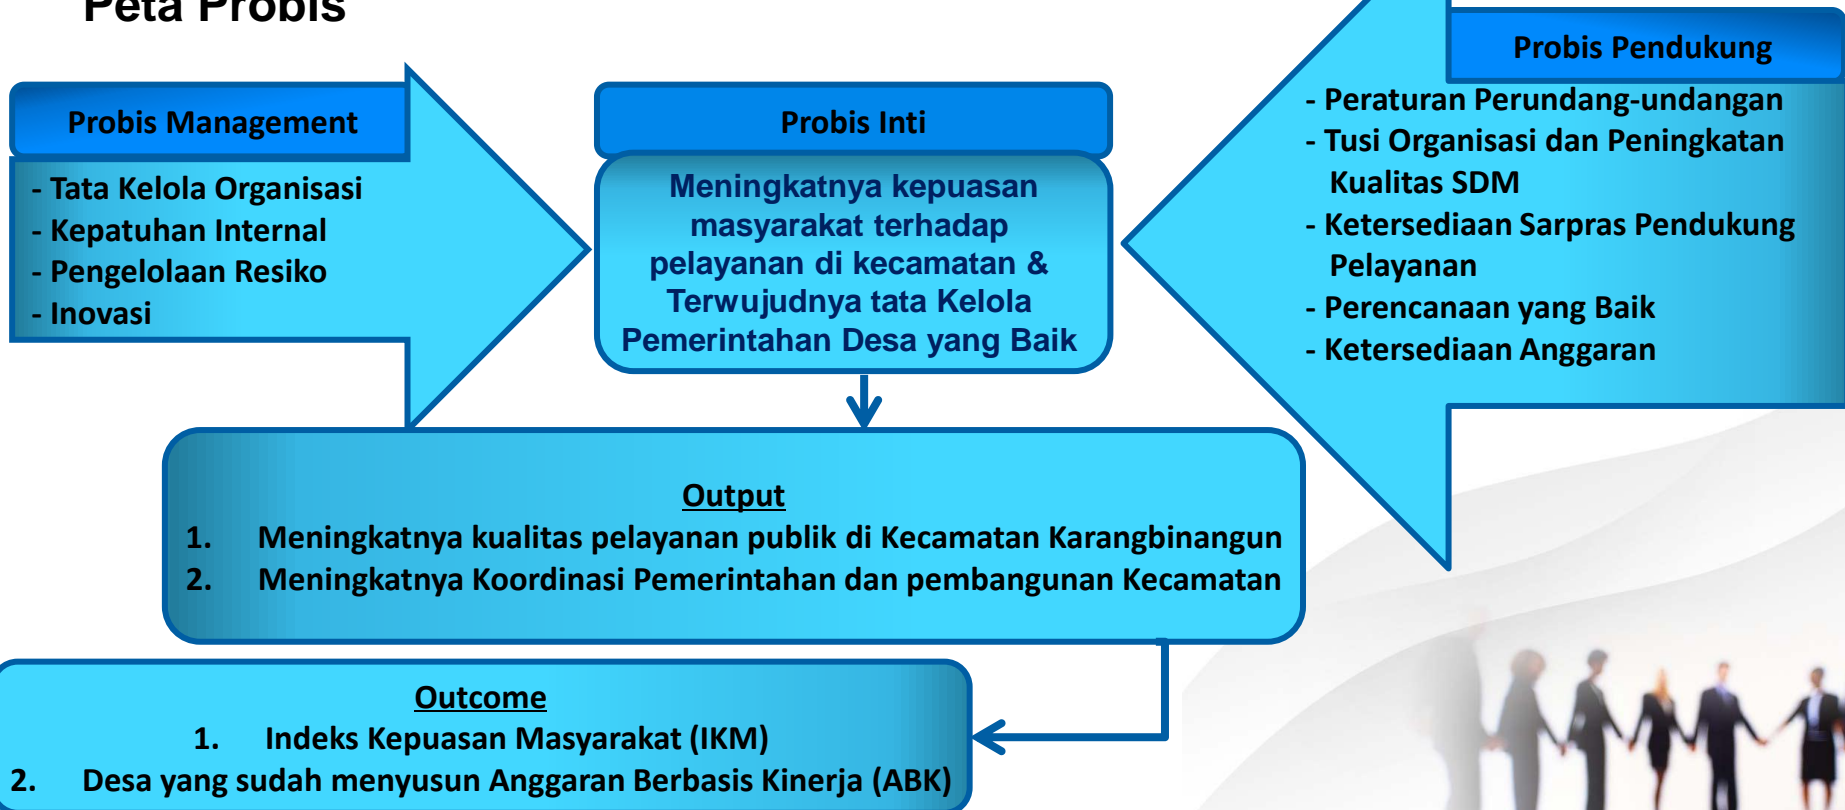 Peta Probis
Probis Management
- Tata Kelola Organisasi
- Kepatuhan Internal
- Pengelolaan Resiko
- Inovasi
Probis Inti
Meningkatnya kepuasan
masyarakat terhadap
pelayanan di kecamatan &
Terwujudnya tata Kelola
Pemerintahan Desa yang Baik
Probis Pendukung
- Peraturan Perundang-undangan
- Tusi Organisasi dan Peningkatan
Kualitas SDM
- Ketersediaan Sarpras Pendukung
Pelayanan
- Perencanaan yang Baik
- Ketersediaan Anggaran
Output
1. Meningkatnya kualitas pelayanan publik di Kecamatan Karangbinangun
2. Meningkatnya Koordinasi Pemerintahan dan pembangunan Kecamatan
Outcome
1. Indeks Kepuasan Masyarakat (IKM)
2. Desa yang sudah menyusun Anggaran Berbasis Kinerja (ABK)